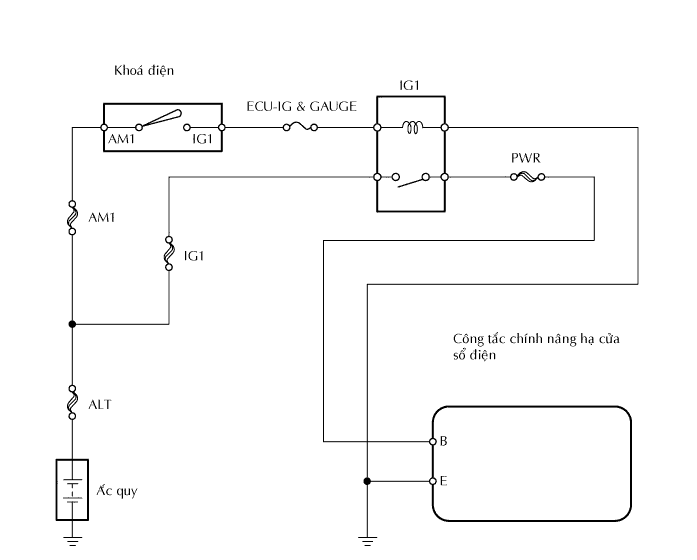 Khoá điện
IG1
ECU-IG & GAUGE
AM1
IG1
PWR
AM1
IG1
Công tắc chính nâng hạ cửa
sổ điện
ALT
B
E
Ắc quy